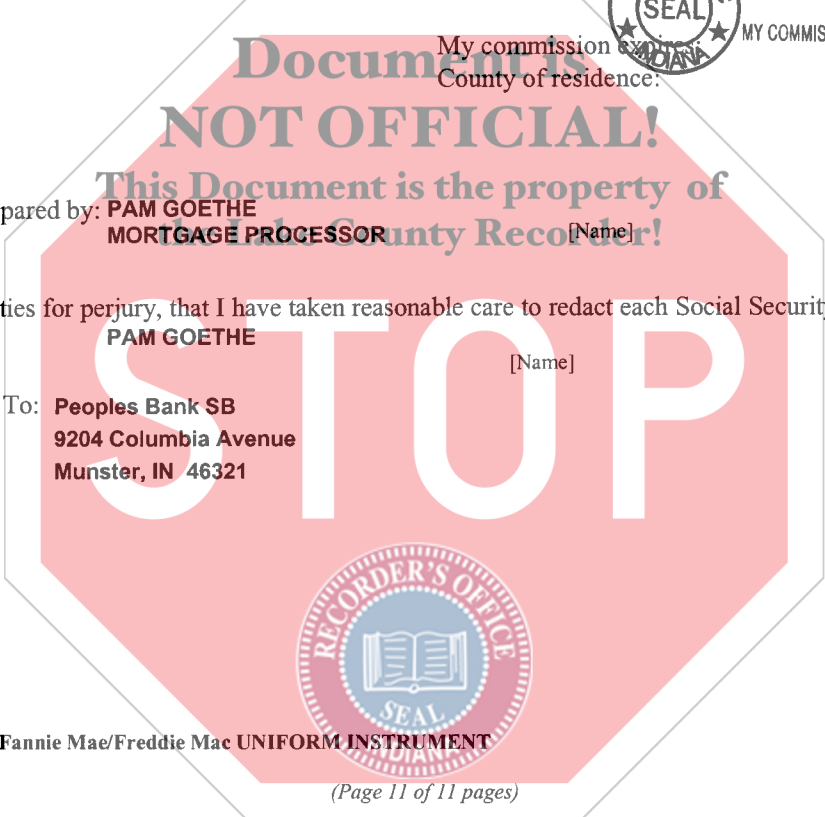 SEAL
INDIANA
MY COMMIS
My commission expires:
County of residence:
Document is
NOT OFFICIAL!
This Document is the property of
the Lake County Recorder!
pared by: PAM GOETHE
MORTGAGE PROCESSOR [Name]
ties for perjury, that I have taken reasonable care to redact each Social Securit
PAM GOETHE
[Name]
To: Peoples Bank SB
9204 Columbia Avenue
Munster, IN 46321
STOP
RECORDER'S OFFICE
SEAL
INDIANA
Fannie Mae/Freddie Mac UNIFORM INSTRUMENT
(Page 11 of 11 pages)